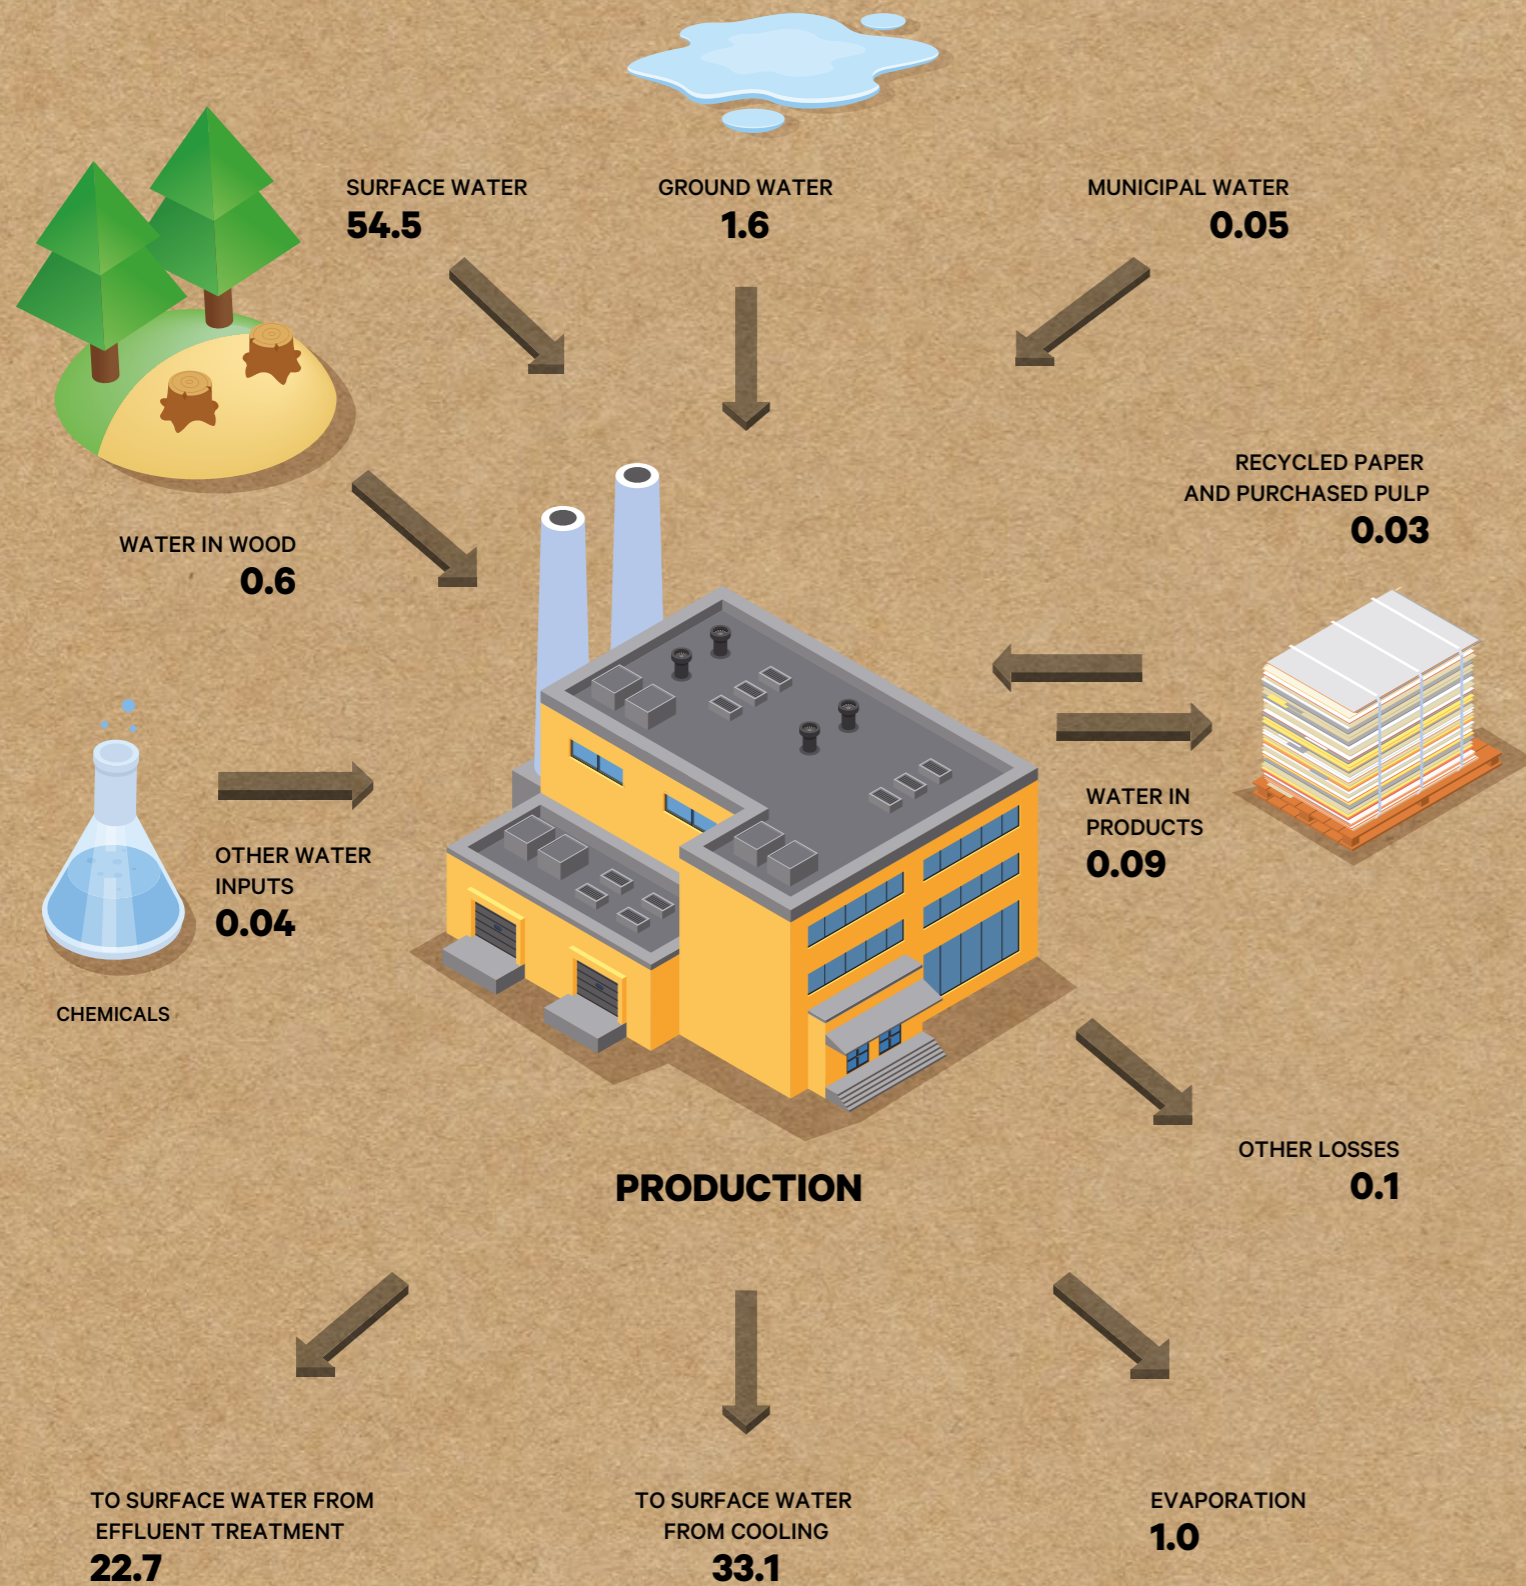 SURFACE WATER
54.5
GROUND WATER
1.6
MUNICIPAL WATER
0.05
RECYCLED PAPER
AND PURCHASED PULP
0.03
WATER IN WOOD
0.6
WATER IN
PRODUCTS
0.09
OTHER WATER
INPUTS
0.04
CHEMICALS
OTHER LOSSES
0.1
PRODUCTION
TO SURFACE WATER FROM
EFFLUENT TREATMENT
22.7
TO SURFACE WATER
FROM COOLING
33.1
EVAPORATION
1.0